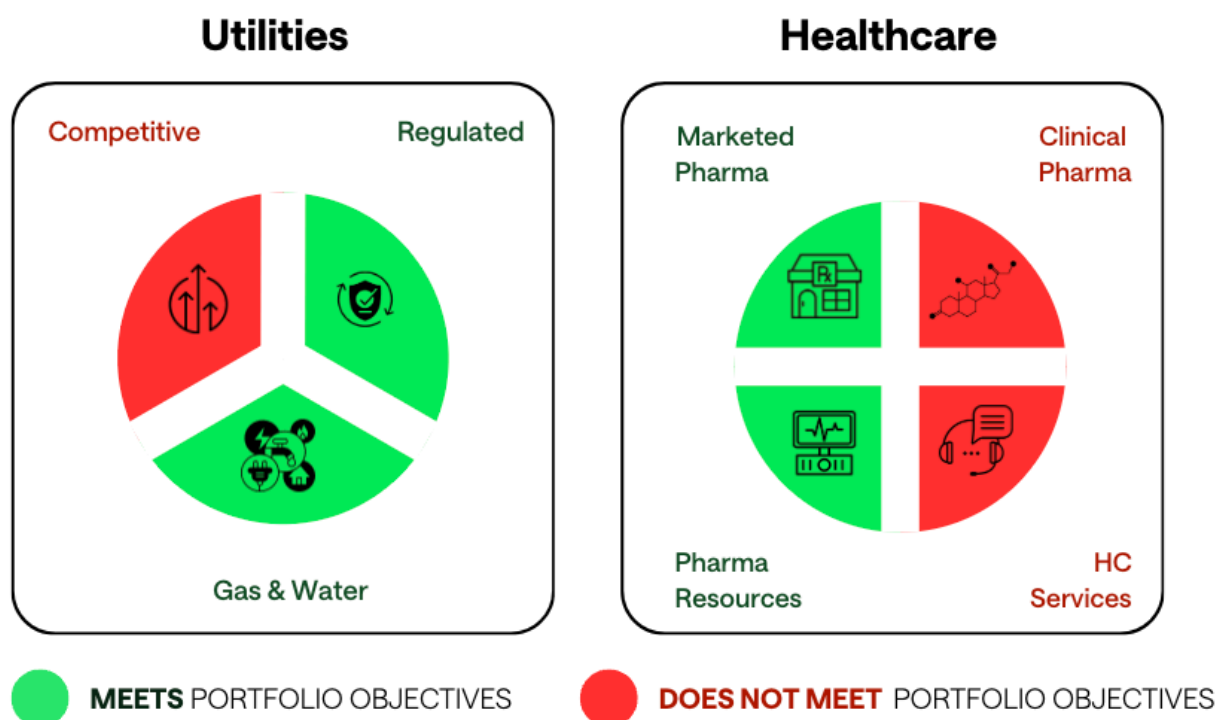 Utilities
Healthcare
Competitive
Regulated
Gas & Water
Marketed
Pharma
Clinical
Pharma
Rx
Pharma
Resources
HC
Services
MEETS PORTFOLIO OBJECTIVES
DOES NOT MEET PORTFOLIO OBJECTIVES